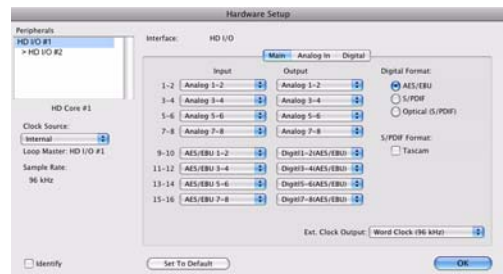 Hardware Setup
Peripherals
HD I/O #1
> HD I/O #2
HD Core #1
Clock Source:
Internal
Loop Master: HD I/O #1
Sample Rate:
96 kHz
Interface: HD I/O
Main Analog In Digital
Input Output
1-2 Analog 1-2 Analog 1-2
3-4 Analog 3-4 Analog 3-4
5-6 Analog 5-6 Analog 5-6
7-8 Analog 7-8 Analog 7-8
9-10 AES/EBU 1-2 Digitl1-2(AES/EBU)
11-12 AES/EBU 3-4 Digitl3-4(AES/EBU)
13-14 AES/EBU 5-6 Digitl5-6(AES/EBU)
15-16 AES/EBU 7-8 Digitl7-8(AES/EBU)
Digital Format:
AES/EBU
S/PDIF
Optical (S/PDIF)
S/PDIF Format:
Tascam
Ext. Clock Output: Word Clock (96 kHz)
Identify Set To Default OK